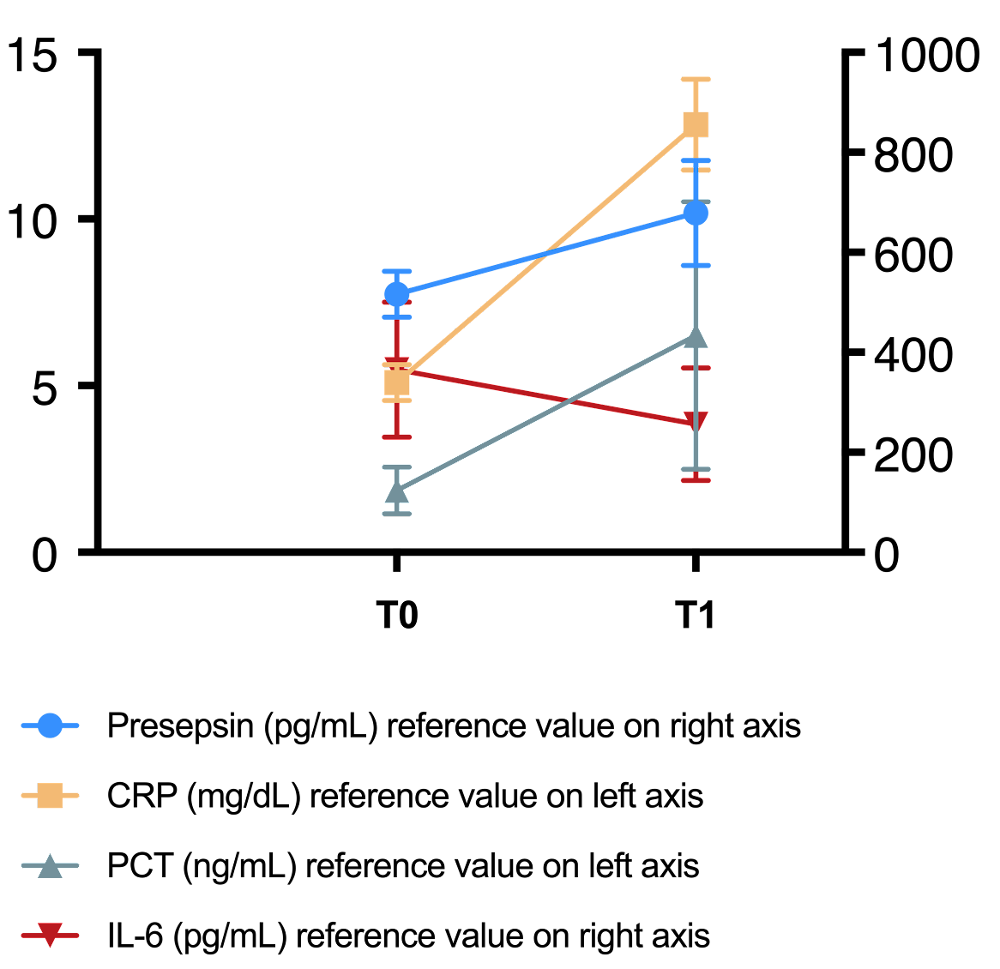 15
10
5
0
1000
800
600
400
200
0
T0 T1
Presepsin (pg/mL) reference value on right axis
CRP (mg/dL) reference value on left axis
PCT (ng/mL) reference value on left axis
IL-6 (pg/mL) reference value on right axis